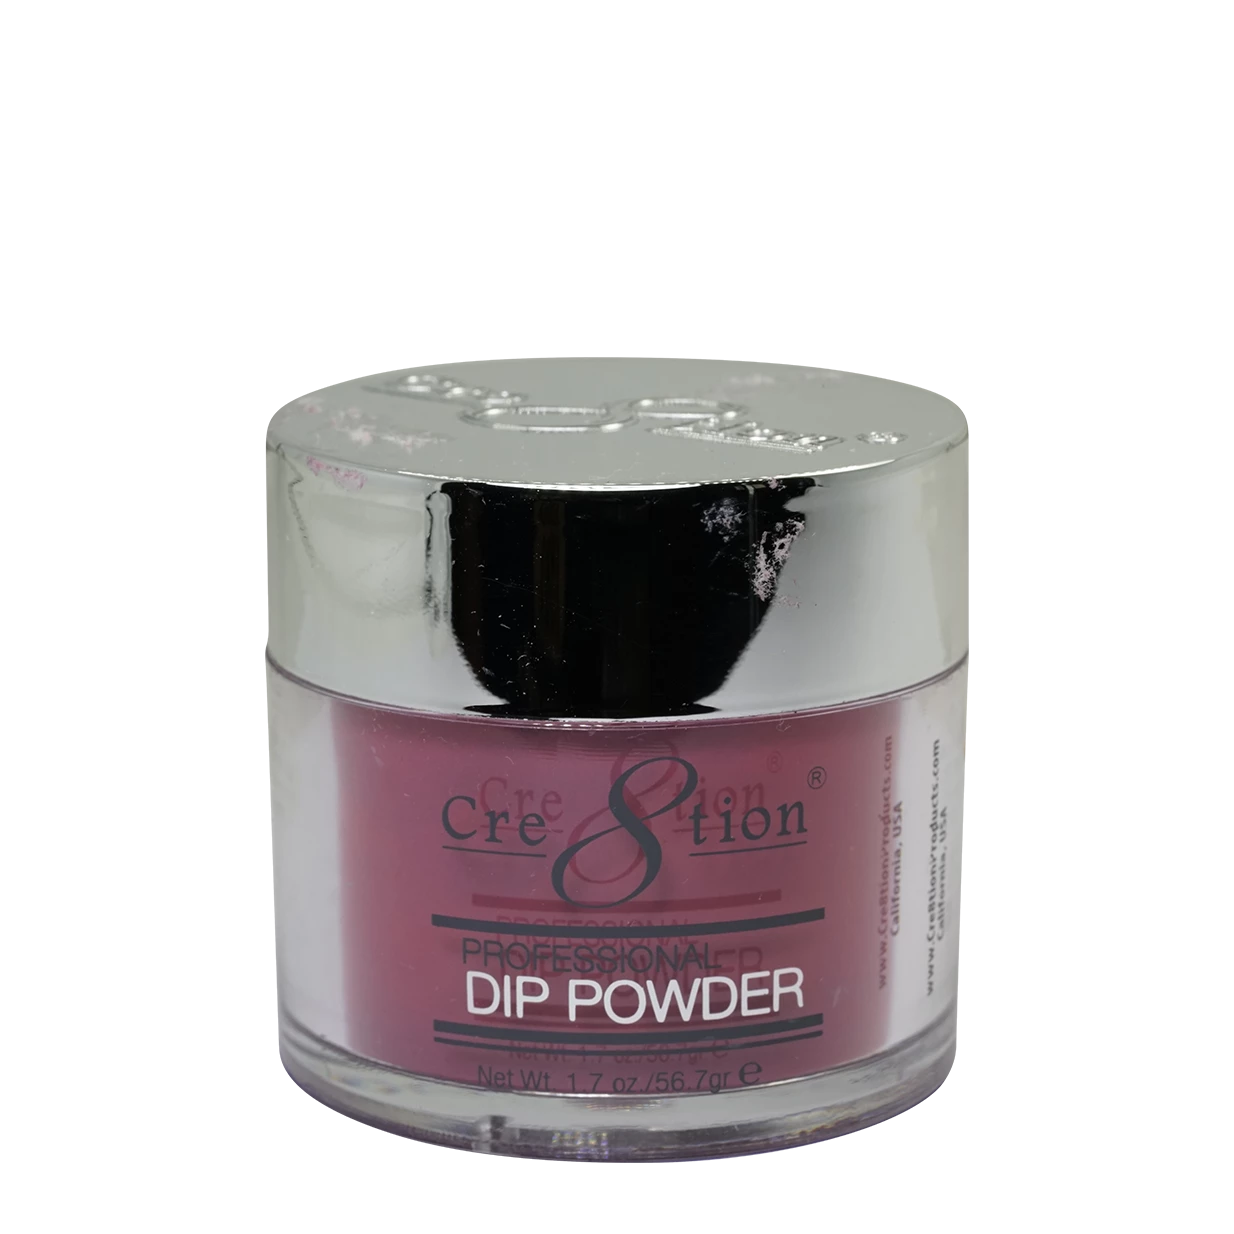 Cre8tion®
PROFESSIONAL
DIP POWDER
Net Wt. 1.7 oz./56.7gr ℮
www.Cre8tionProducts.com
California, USA